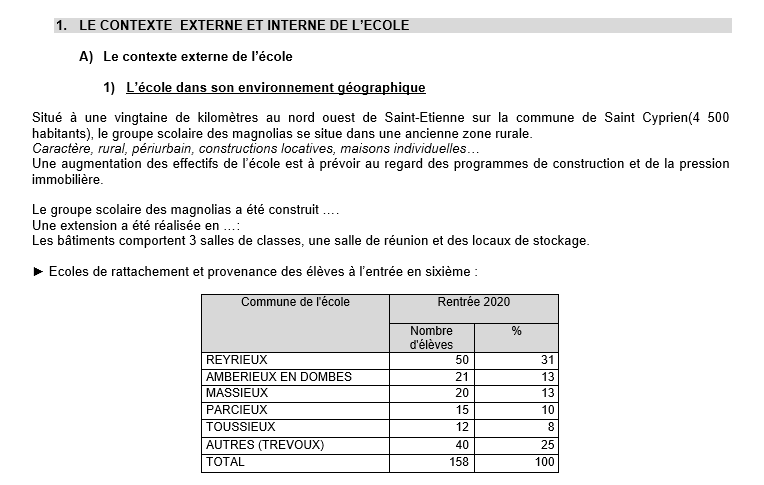 1. LE CONTEXTE EXTERNE ET INTERNE DE L'ECOLE
A) Le contexte externe de l'école
1) L'école dans son environnement géographique
Situé à une vingtaine de kilomètres au nord ouest de Saint-Etienne sur la commune de Saint Cyprien(4 500
habitants), le groupe scolaire des magnolias se situe dans une ancienne zone rurale.
Caractère, rural, périurbain, constructions locatives, maisons individuelles…
Une augmentation des effectifs de l'école est à prévoir au regard des programmes de construction et de la pression
immobilière.
Le groupe scolaire des magnolias a été construit ….
Une extension a été réalisée en …:
Les bâtiments comportent 3 salles de classes, une salle de réunion et des locaux de stockage.
► Ecoles de rattachement et provenance des élèves à l'entrée en sixième :
Commune de l'école Rentrée 2020
Nombre %
d'élèves
REYRIEUX 50 31
AMBERIEUX EN DOMBES 21 13
MASSIEUX 20 13
PARCIEUX 15 10
TOUSSIEUX 12 8
AUTRES (TREVOUX) 40 25
TOTAL 158 100